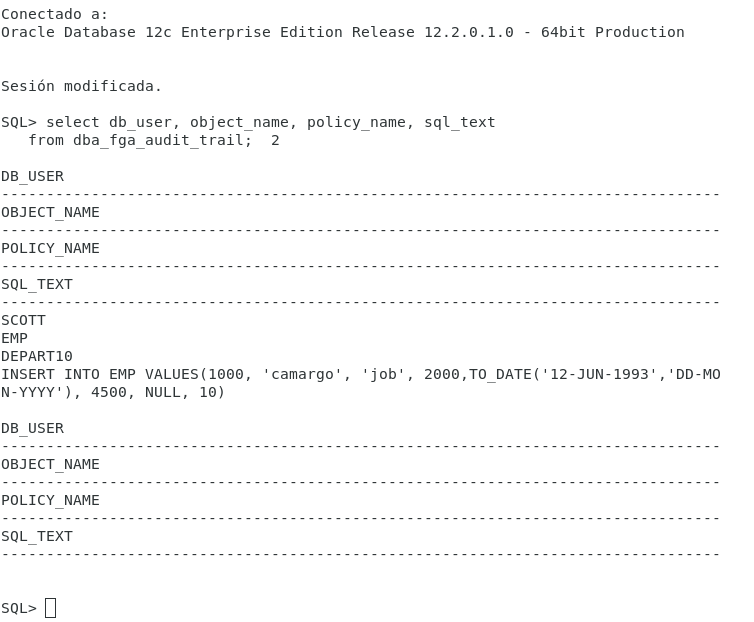 Conectado a:
Oracle Database 12c Enterprise Edition Release 12.2.0.1.0 - 64bit Production
Sesión modificada.
SQL> select db_user, object_name, policy_name, sql_text
   from dba_fga_audit_trail;  2
DB_USER
--------------------------------------------------------------------------------
OBJECT_NAME
--------------------------------------------------------------------------------
POLICY_NAME
--------------------------------------------------------------------------------
SQL_TEXT
--------------------------------------------------------------------------------
SCOTT
EMP
DEPART10
INSERT INTO EMP VALUES(1000, 'camargo', 'job', 2000,TO_DATE('12-JUN-1993','DD-MO
N-YYYY'), 4500, NULL, 10)
DB_USER
--------------------------------------------------------------------------------
OBJECT_NAME
--------------------------------------------------------------------------------
POLICY_NAME
--------------------------------------------------------------------------------
SQL_TEXT
--------------------------------------------------------------------------------
SQL>